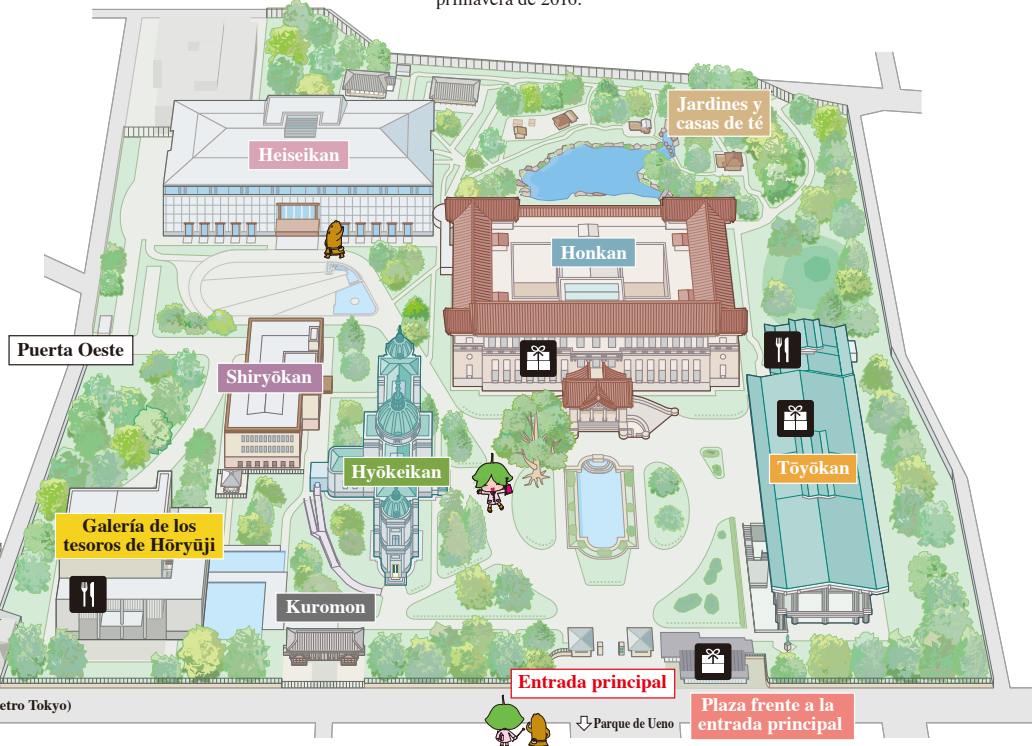 primavera de 2016.
Jardines y
casas de té
Heiseikan
Honkan
Puerta Oeste
Shiryōkan
Hyōkeikan
Tōyōkan
Galería de los
tesoros de Hōryūji
Kuromon
Entrada principal
Plaza frente a la
entrada principal
etro Tokyo)
Parque de Ueno